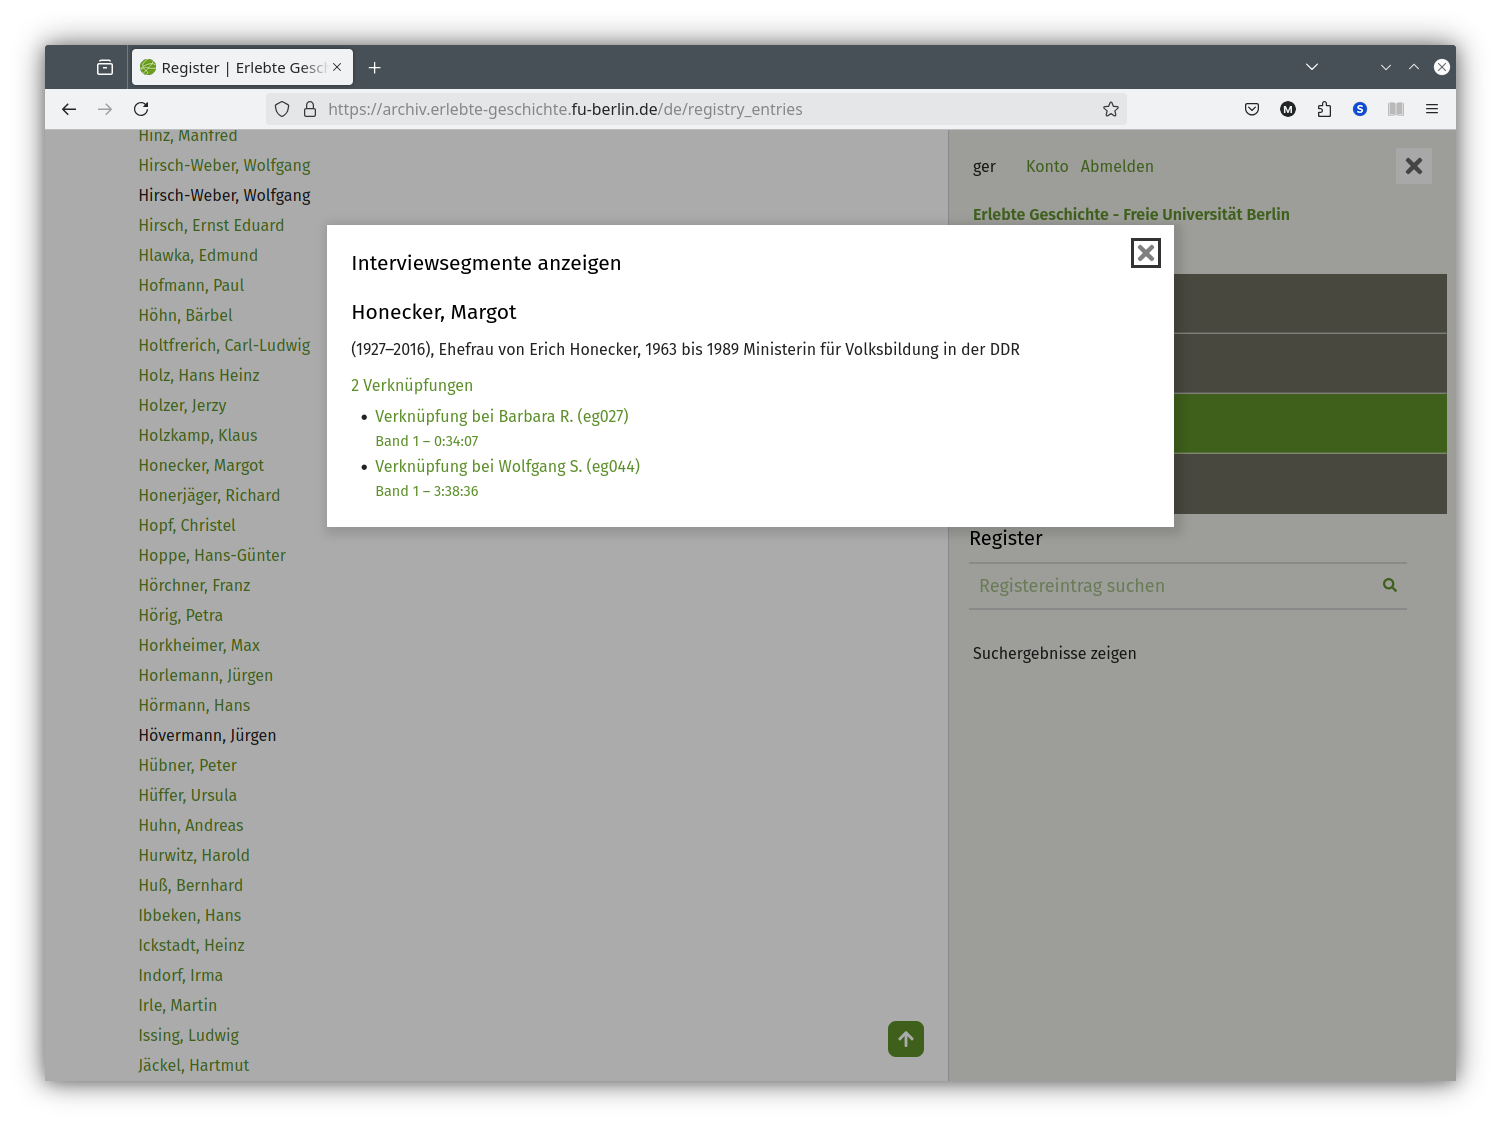 Register | Erlebte Gesc
https://archiv.erlebte-geschichte.fu-berlin.de/de/registry_entries
Hinz, Manfred
Hirsch-Weber, Wolfgang
Hirsch-Weber, Wolfgang
Hirsch, Ernst Eduard
Hlawka, Edmund
Hofmann, Paul
Höhn, Bärbel
Holtfrerich, Carl-Ludwig
Holz, Hans Heinz
Holzer, Jerzy
Holzkamp, Klaus
Honecker, Margot
Honerjäger, Richard
Hopf, Christel
Hoppe, Hans-Günter
Hörchner, Franz
Hörig, Petra
Horkheimer, Max
Horlemann, Jürgen
Hörmann, Hans
Hövermann, Jürgen
Hübner, Peter
Hüffer, Ursula
Huhn, Andreas
Hurwitz, Harold
Huß, Bernhard
Ibbeken, Hans
Ickstadt, Heinz
Indorf, Irma
Irle, Martin
Issing, Ludwig
Jäckel, Hartmut
Interviewsegmente anzeigen
Honecker, Margot
(1927–2016), Ehefrau von Erich Honecker, 1963 bis 1989 Ministerin für Volksbildung in der DDR
2 Verknüpfungen
• Verknüpfung bei Barbara R. (eg027)
Band 1 – 0:34:07
• Verknüpfung bei Wolfgang S. (eg044)
Band 1 – 3:38:36
ger Konto Abmelden
Erlebte Geschichte - Freie Universität Berlin
Register
Registereintrag suchen
Suchergebnisse zeigen